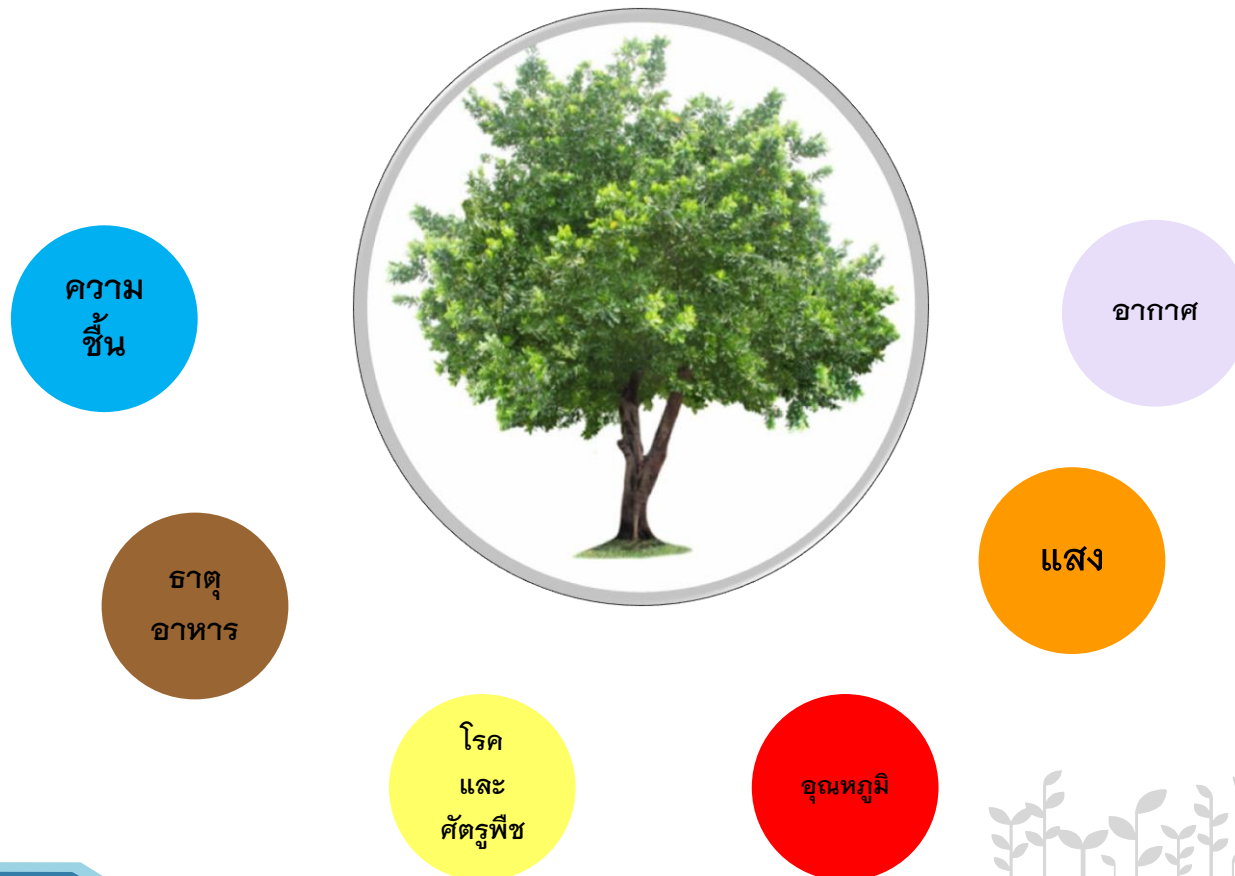 ความ
ชื้น
อากาศ
แสง
ธาตุ
อาหาร
โรค
และ
ศัตรูพืช
อุณหภูมิ